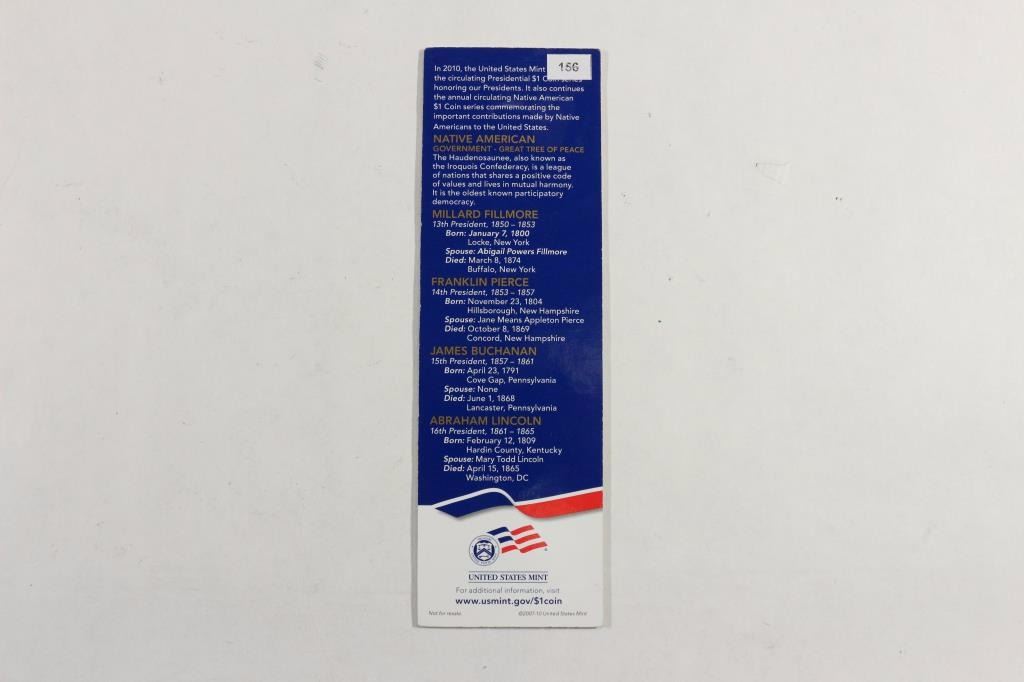 In 2010, the United States Mint
156
the circulating Presidential $1 Coin series
honoring our Presidents. It also continues
the annual circulating Native American
$1 Coin series commemorating the
important contributions made by Native
Americans to the United States.
NATIVE AMERICAN
GOVERNMENT - GREAT TREE OF PEACE
The Haudenosaunee, also known as
the Iroquois Confederacy, is a league
of nations that shares a positive code
of values and lives in mutual harmony.
It is the oldest known participatory
democracy.
MILLARD FILLMORE
13th President, 1850 – 1853
Born: January 7, 1800
Locke, New York
Spouse: Abigail Powers Fillmore
Died: March 8, 1874
Buffalo, New York
FRANKLIN PIERCE
14th President, 1853 – 1857
Born: November 23, 1804
Hillsborough, New Hampshire
Spouse: Jane Means Appleton Pierce
Died: October 8, 1869
Concord, New Hampshire
JAMES BUCHANAN
15th President, 1857 – 1861
Born: April 23, 1791
Cove Gap, Pennsylvania
Spouse: None
Died: June 1, 1868
Lancaster, Pennsylvania
ABRAHAM LINCOLN
16th President, 1861 – 1865
Born: February 12, 1809
Hardin County, Kentucky
Spouse: Mary Todd Lincoln
Died: April 15, 1865
Washington, DC
UNITED STATES MINT
For additional information, visit
www.usmint.gov/$1coin
Not for resale.
©2007-10 United States Mint